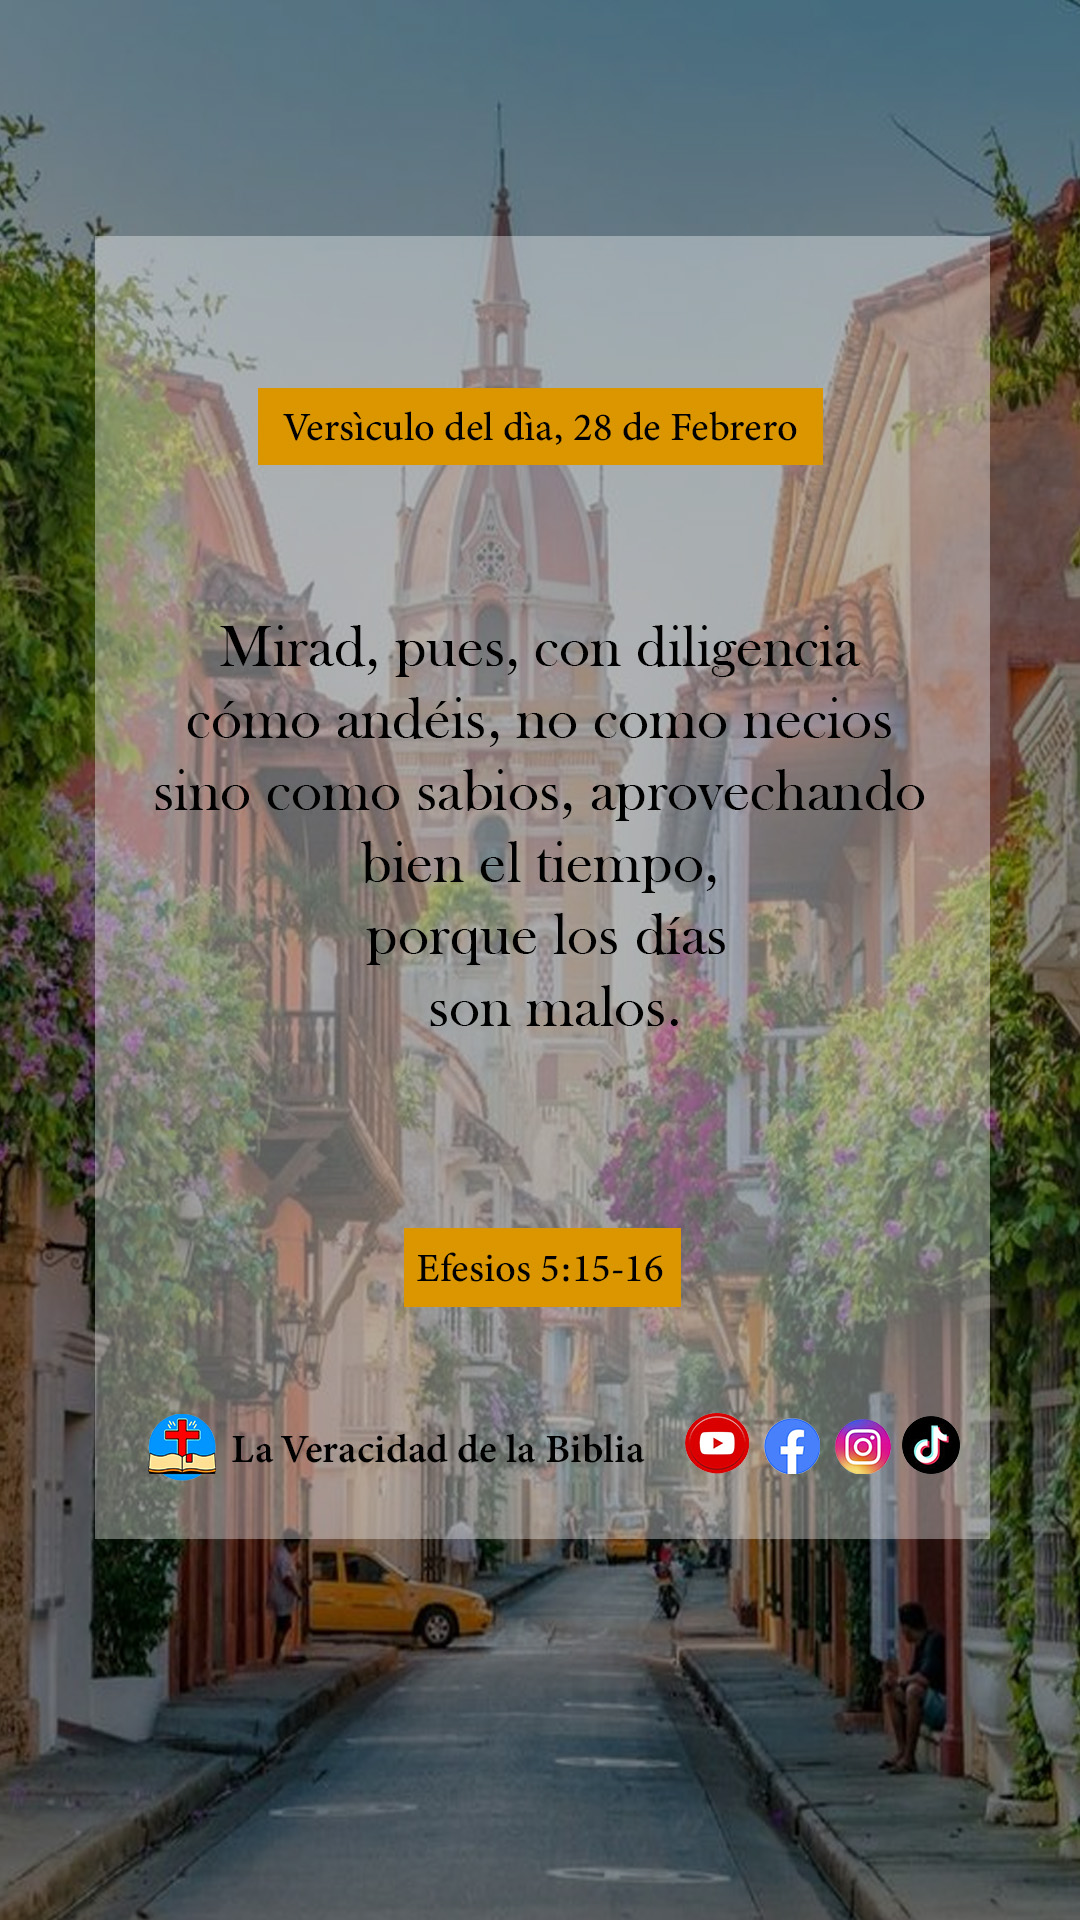 Versìculo del dìa, 28 de Febrero
Mirad, pues, con diligencia
cómo andéis, no como necios
sino como sabios, aprovechando
bien el tiempo,
porque los días
son malos.
Efesios 5:15-16
La Veracidad de la Biblia